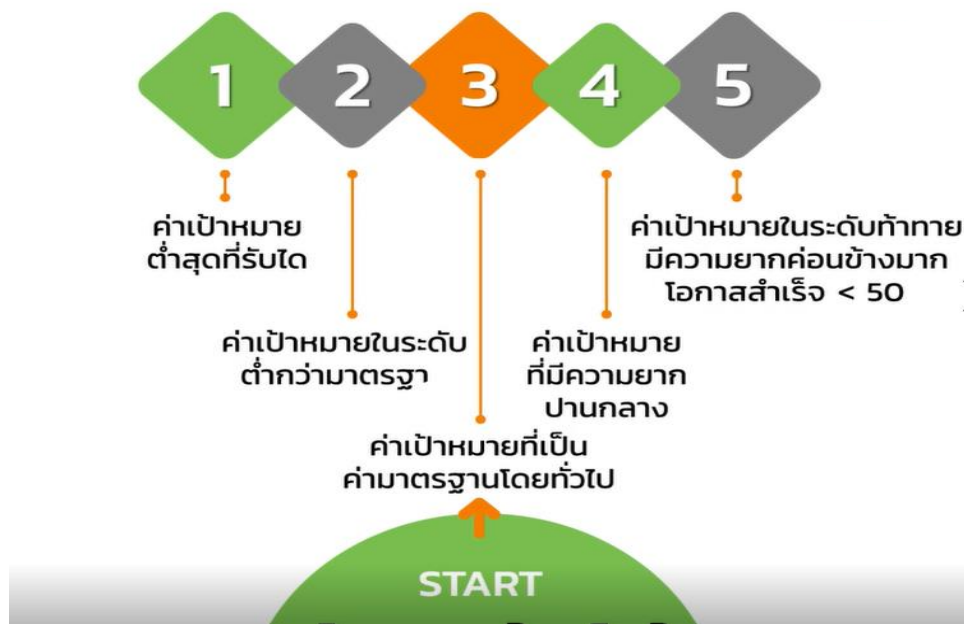 1 2 3 4 5
ค่าเป้าหมาย
ต่ำสุดที่รับได
ค่าเป้าหมายในระดับ
ต่ำกว่ามาตรฐา
ค่าเป้าหมายที่เป็น
ค่ามาตรฐานโดยทั่วไป
ค่าเป้าหมาย
ที่มีความยาก
ปานกลาง
ค่าเป้าหมายในระดับท้าทาย
มีความยากค่อนข้างมาก
โอกาสสำเร็จ < 50
START